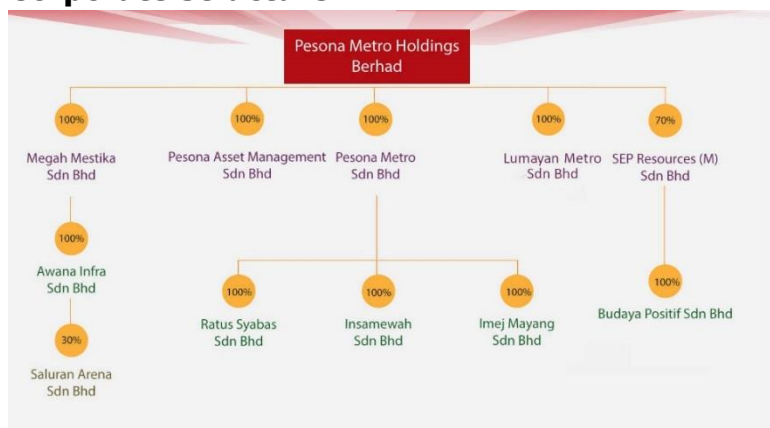 Pesona Metro Holdings
Berhad
100%
100%
100%
100%
70%
Megah Mestika
Sdn Bhd
Pesona Asset Management
Sdn Bhd
Pesona Metro
Sdn Bhd
Lumayan Metro
Sdn Bhd
SEP Resources (M)
Sdn Bhd
100%
Awana Infra
Sdn Bhd
30%
Saluran Arena
Sdn Bhd
100%
Ratus Syabas
Sdn Bhd
100%
Insamewah
Sdn Bhd
100%
Imej Mayang
Sdn Bhd
100%
Budaya Positif Sdn Bhd